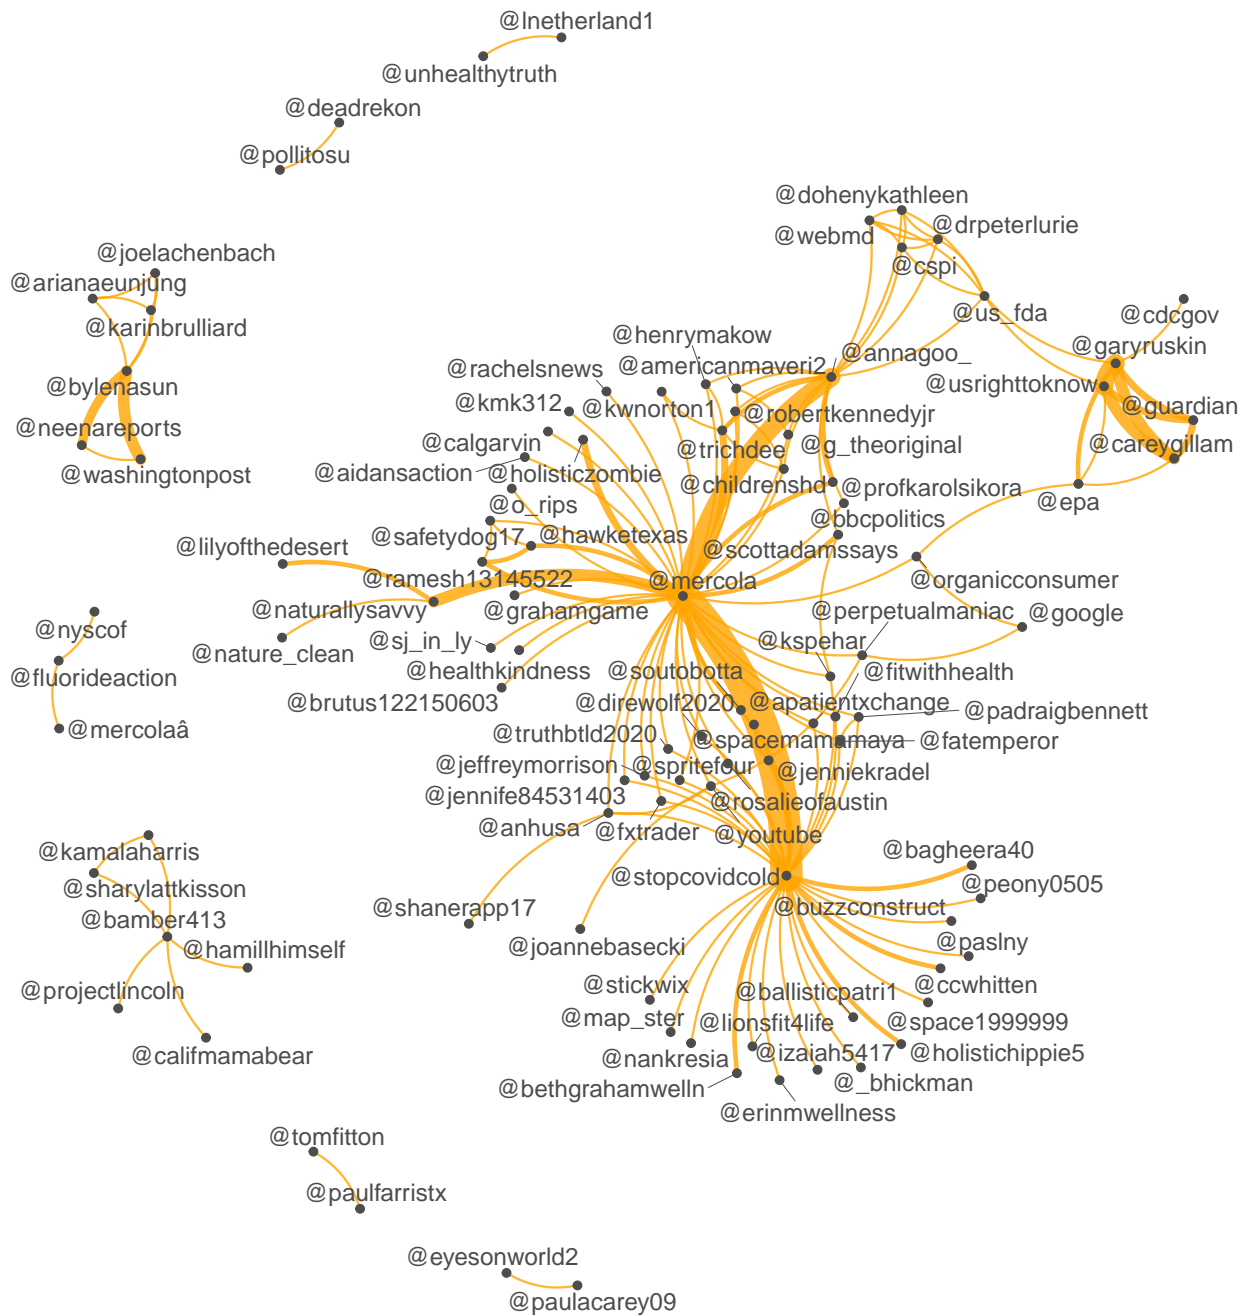 @lnetherland1
@unhealthytruth
@deadrekon
@pollitosu
@dohenykathleen
@webmd
@drpeterlurie
@cspi
@joelachenbach
@arianaeunjung
@karinbrulliard
@us_fda
@cdcgov
@henrymakow
@garyruskin
@americanmaveri2
@annagoo_
@rachelsnews
@usrighttoknow
@bylenasun
@kmk312
@kwnorton1
@robertkennedyjr
@guardian
@neenareports
@calgarvin
@trichdee
@g_theoriginal
@careygillam
@washingtonpost
@aidansaction
@holisticzombie
@childrenshd
@profkarolsikora
@epa
@o_rips
@bbcpolitics
@safetydog17
@hawketexas
@lilyofthedesert
@scottadamssays
@ramesh13145522
@mercola
@organicconsumer
@naturallysavvy
@grahamgame
@perpetualmaniac
@google
@nyscof
@sj_in_ly
@kspehar
@nature_clean
@fluorideaction
@healthkindness
@soutobotta
@fitwithhealth
@brutus122150603
@direwolf2020
@apatientxchange
@padraigbennett
@mercolaâ
@truthbtld2020
@spacemamamaya
@fatemperor
@jeffreymorrison
@spritefour
@jenniekradel
@jennife84531403
@rosalieofaustin
@anhusa
@fxtrader
@youtube
@kamalaharris
@bagheera40
@stopcovidcold
@sharylattkisson
@peony0505
@shanerapp17
@buzzconstruct
@bamber413
@hamillhimself
@joannebasecki
@paslny
@projectlincoln
@stickwix
@ballisticpatri1
@ccwhitten
@map_ster
@lionsfit4life
@space1999999
@califmamabear
@nankresia
@izaiah5417
@holistichippie5
@bethgrahamwelln
@_bhickman
@erinmwellness
@tomfitton
@paulfarristx
@eyesonworld2
@paulacarey09